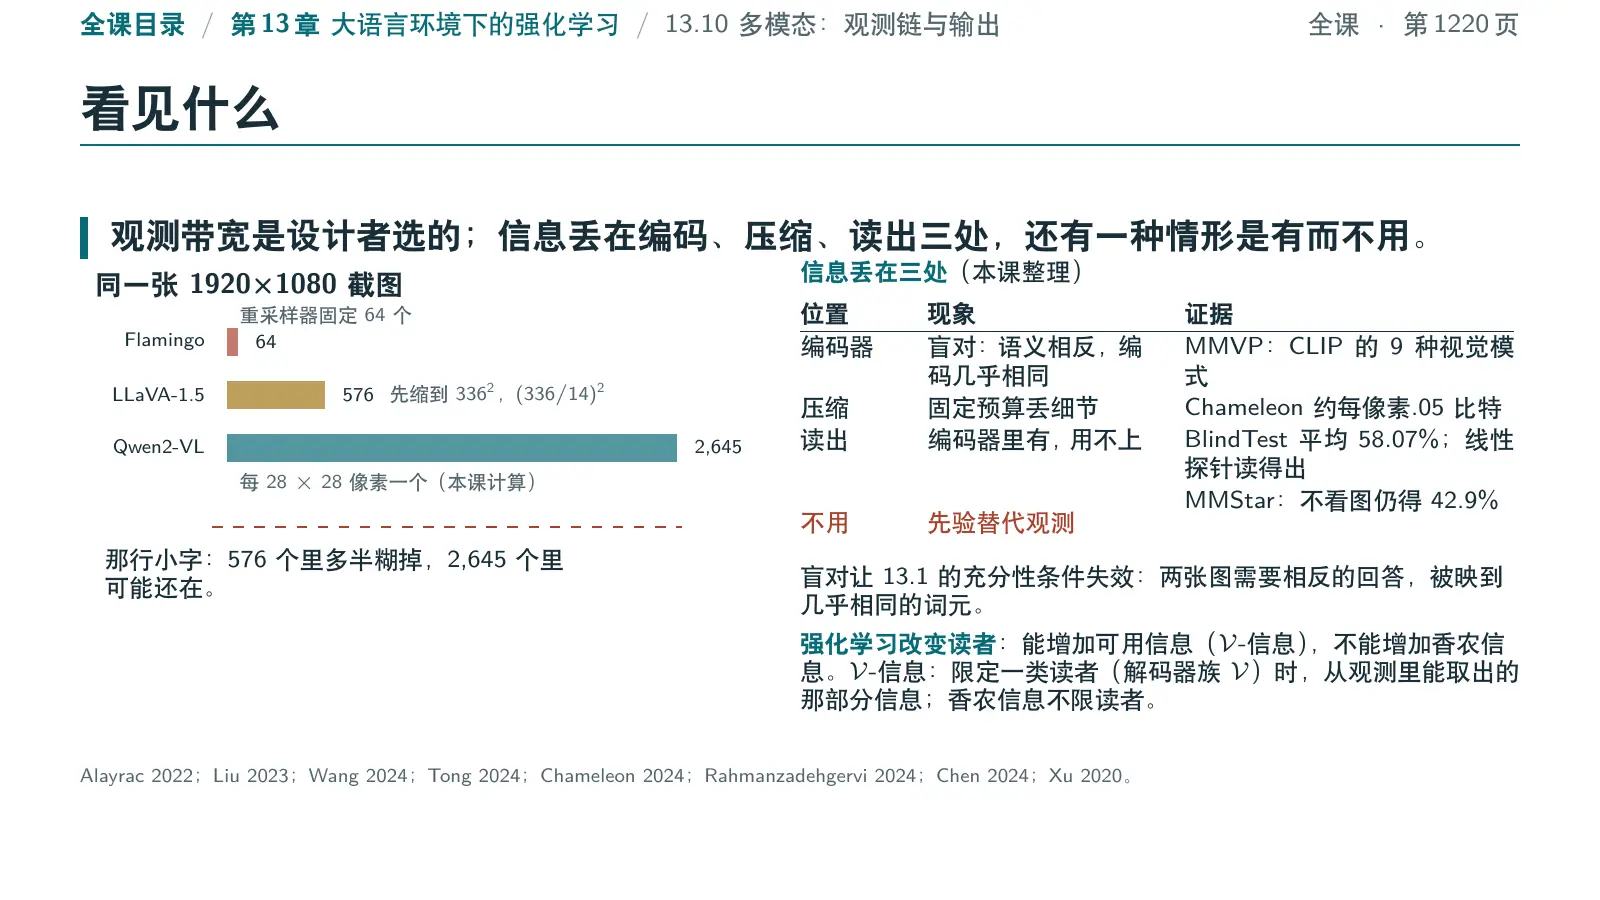 全课目录 / 第 13 章 大语言环境下的强化学习 / 13.10 多模态：观测链与输出
全课 · 第 1220 页
看见什么
观测带宽是设计者选的；信息丢在编码、压缩、读出三处，还有一种情形是有而不用。
同一张 1920×1080 截图
重采样器固定 64 个
Flamingo 64
LLaVA-1.5 576 先缩到 336²，(336/14)²
Qwen2-VL 2,645
每 28 × 28 像素一个（本课计算）
那行小字：576 个里多半糊掉，2,645 个里
可能还在。
信息丢在三处（本课整理）
位置 现象 证据
编码器 盲对：语义相反，编 MMVP：CLIP 的 9 种视觉模
码几乎相同 式
压缩 固定预算丢细节 Chameleon 约每像素.05 比特
读出 编码器里有，用不上 BlindTest 平均 58.07%；线性
探针读得出
MMStar：不看图仍得 42.9%
不用 先验替代观测
盲对让 13.1 的充分性条件失效：两张图需要相反的回答，被映到
几乎相同的词元。
强化学习改变读者：能增加可用信息（𝒱-信息），不能增加香农信
息。𝒱-信息：限定一类读者（解码器族 𝒱）时，从观测里能取出的
那部分信息；香农信息不限读者。
Alayrac 2022；Liu 2023；Wang 2024；Tong 2024；Chameleon 2024；Rahmanzadehgervi 2024；Chen 2024；Xu 2020。